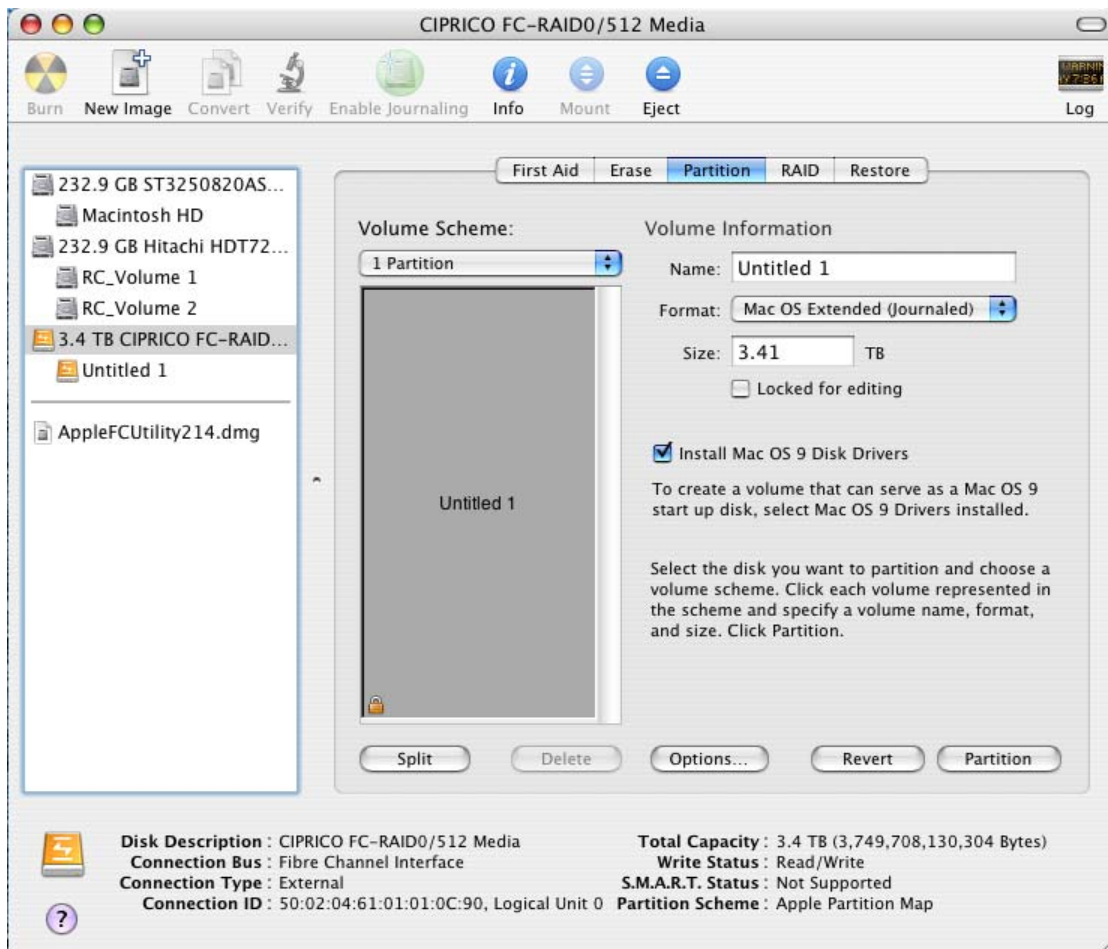 CIPRICO FC-RAID0/512 Media
Burn New Image Convert Verify Enable Journaling Info Mount Eject Log
First Aid Erase Partition RAID Restore
232.9 GB ST3250820AS...
Macintosh HD
232.9 GB Hitachi HDT72...
RC_Volume 1
RC_Volume 2
3.4 TB CIPRICO FC-RAID...
Untitled 1
AppleFCUtility214.dmg
Volume Scheme:
1 Partition
Untitled 1
Volume Information
Name: Untitled 1
Format: Mac OS Extended (Journaled)
Size: 3.41 TB
Locked for editing
Install Mac OS 9 Disk Drivers
To create a volume that can serve as a Mac OS 9
start up disk, select Mac OS 9 Drivers installed.
Select the disk you want to partition and choose a
volume scheme. Click each volume represented in
the scheme and specify a volume name, format,
and size. Click Partition.
Split Delete Options... Revert Partition
Disk Description : CIPRICO FC-RAID0/512 Media
Connection Bus : Fibre Channel Interface
Connection Type : External
Connection ID : 50:02:04:61:01:01:0C:90, Logical Unit 0
Total Capacity : 3.4 TB (3,749,708,130,304 Bytes)
Write Status : Read/Write
S.M.A.R.T. Status : Not Supported
Partition Scheme : Apple Partition Map
?